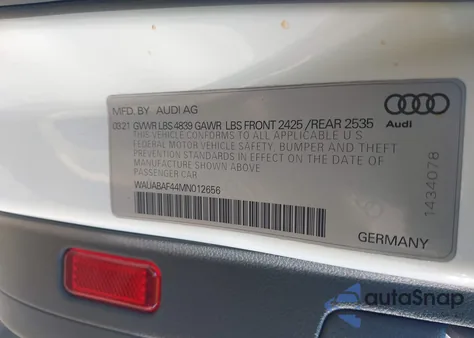 MFD. BY AUDI AG
03.21 GVWR LBS 4839 GAWR LBS FRONT 2425 /REAR 2535
THIS VEHICLE CONFORMS TO ALL APPLICABLE U S
FEDERAL MOTOR VEHICLE SAFETY, BUMPER AND THEFT
PREVENTION STANDARDS IN EFFECT ON THE DATE OF
MANUFACTURE SHOWN ABOVE
PASSENGER CAR
WAUABAF44MN012656
Audi
1434078
GERMANY
autoSnap